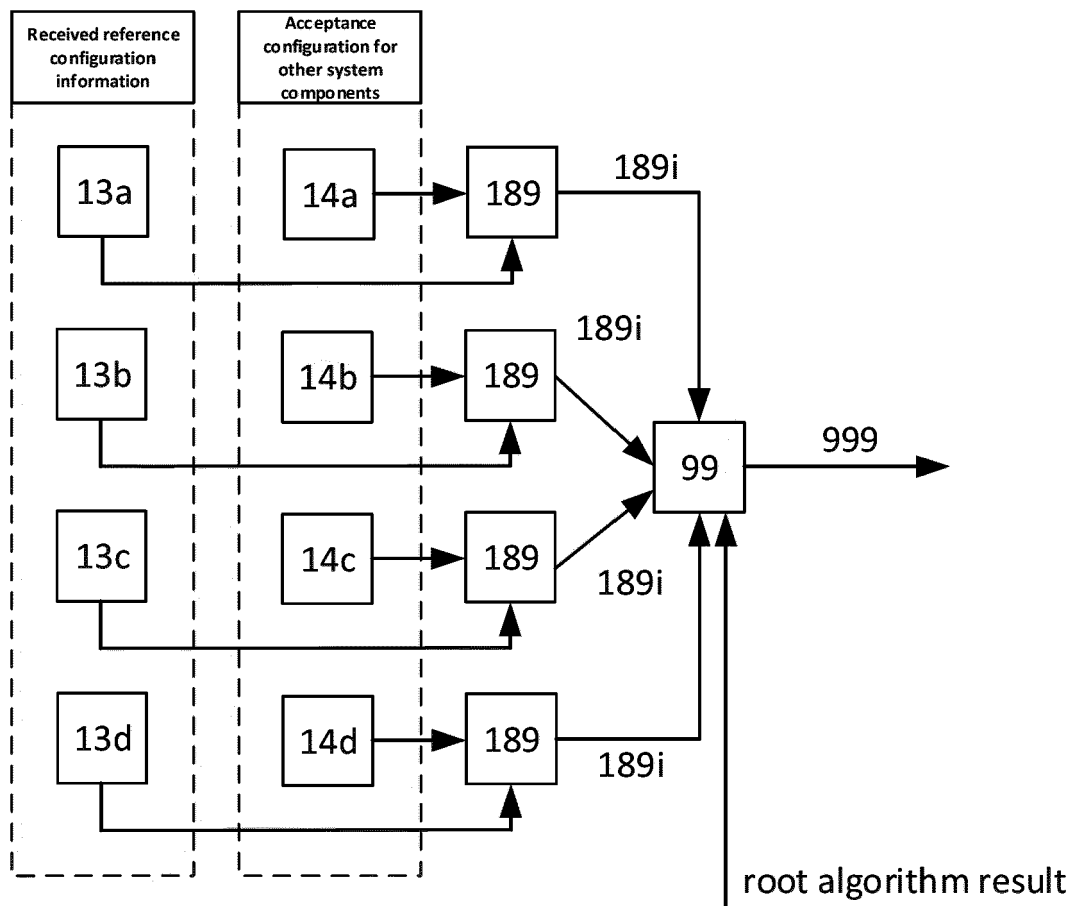 Received reference
configuration
information
Acceptance
configuration for
other system
components
13a
14a
189
189i
13b
14b
189
189i
99
999
13c
14c
189
189i
13d
14d
189
189i
root algorithm result